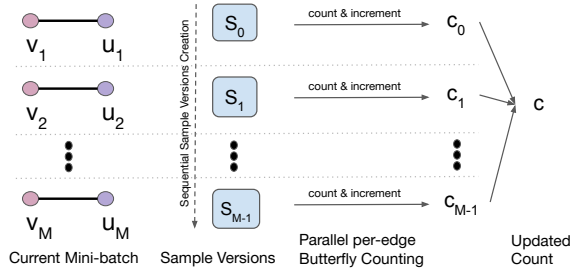 v1 u1 S0 count & increment c0
v2 u2 S1 count & increment c1 c
vM uM SM-1 count & increment cM-1
Sequential Sample Versions Creation
Current Mini-batch
Sample Versions
Parallel per-edge
Butterfly Counting
Updated
Count